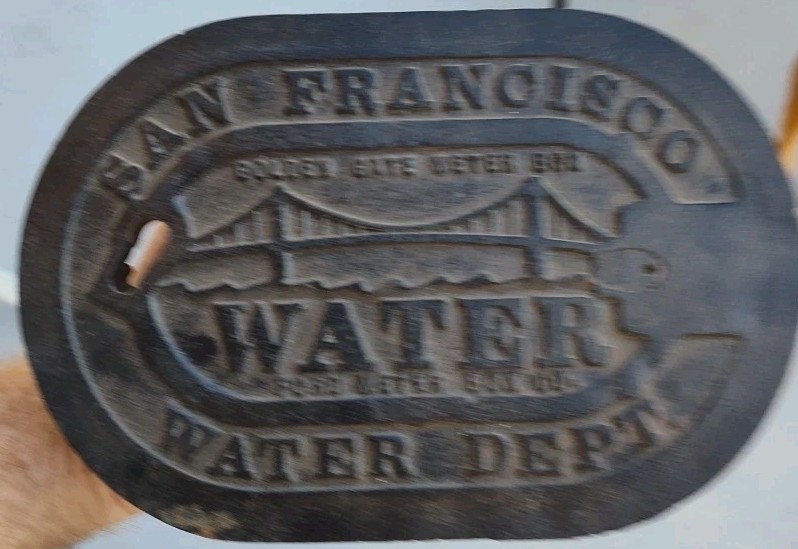 SAN FRANCISCO
GOLDEN GATE METER BOX
WATER
FORD METER BOX CO.
WATER DEPT.